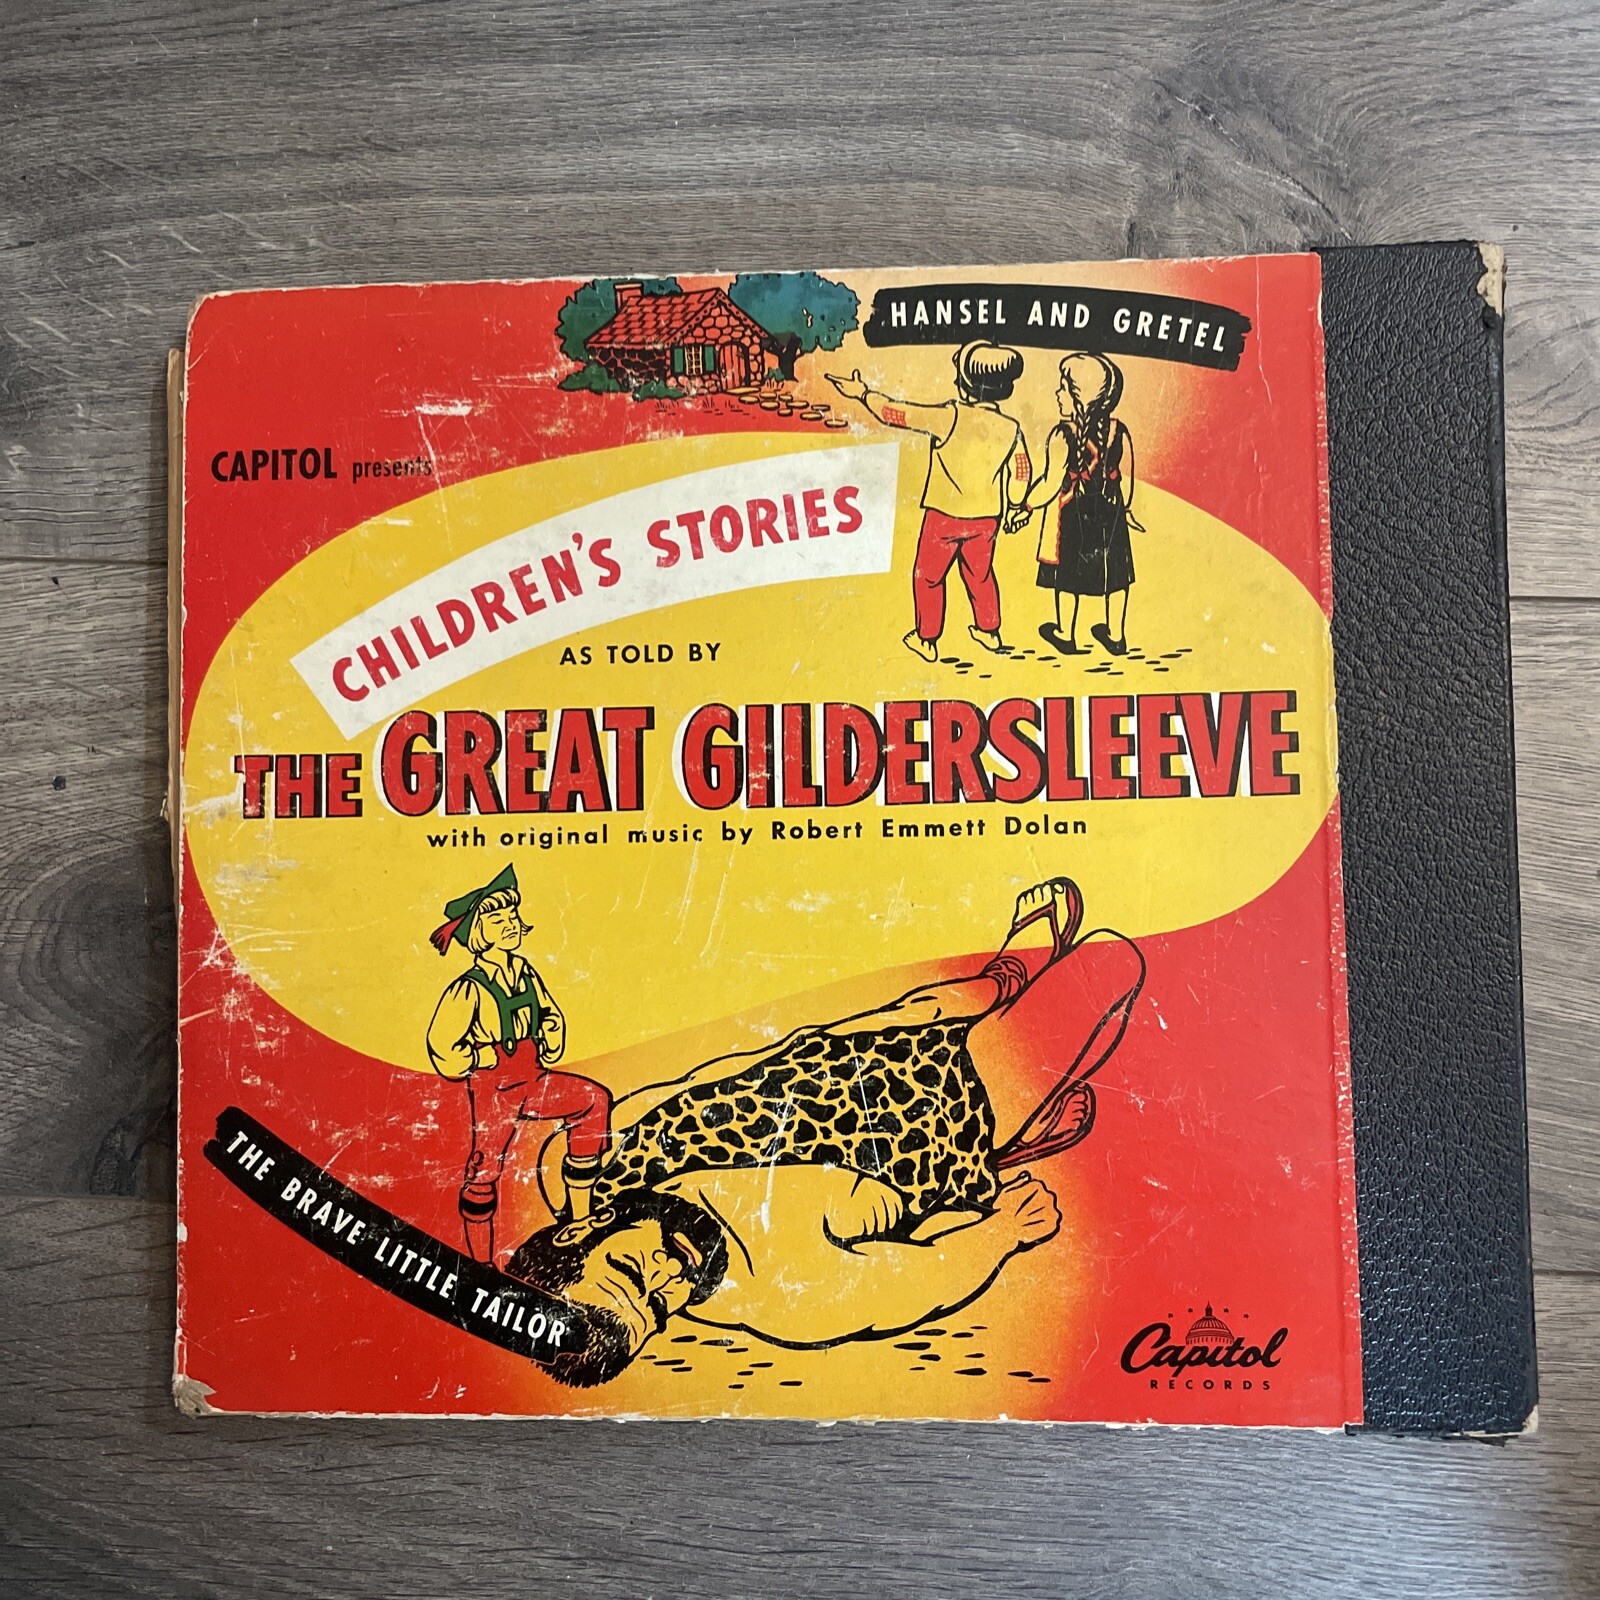 HANSEL AND GRETEL
CAPITOL presents
CHILDREN'S STORIES
AS TOLD BY
THE GREAT GILDERSLEEVE
with original music by Robert Emmett Dolan
THE BRAVE LITTLE TAILOR
Capitol
RECORDS